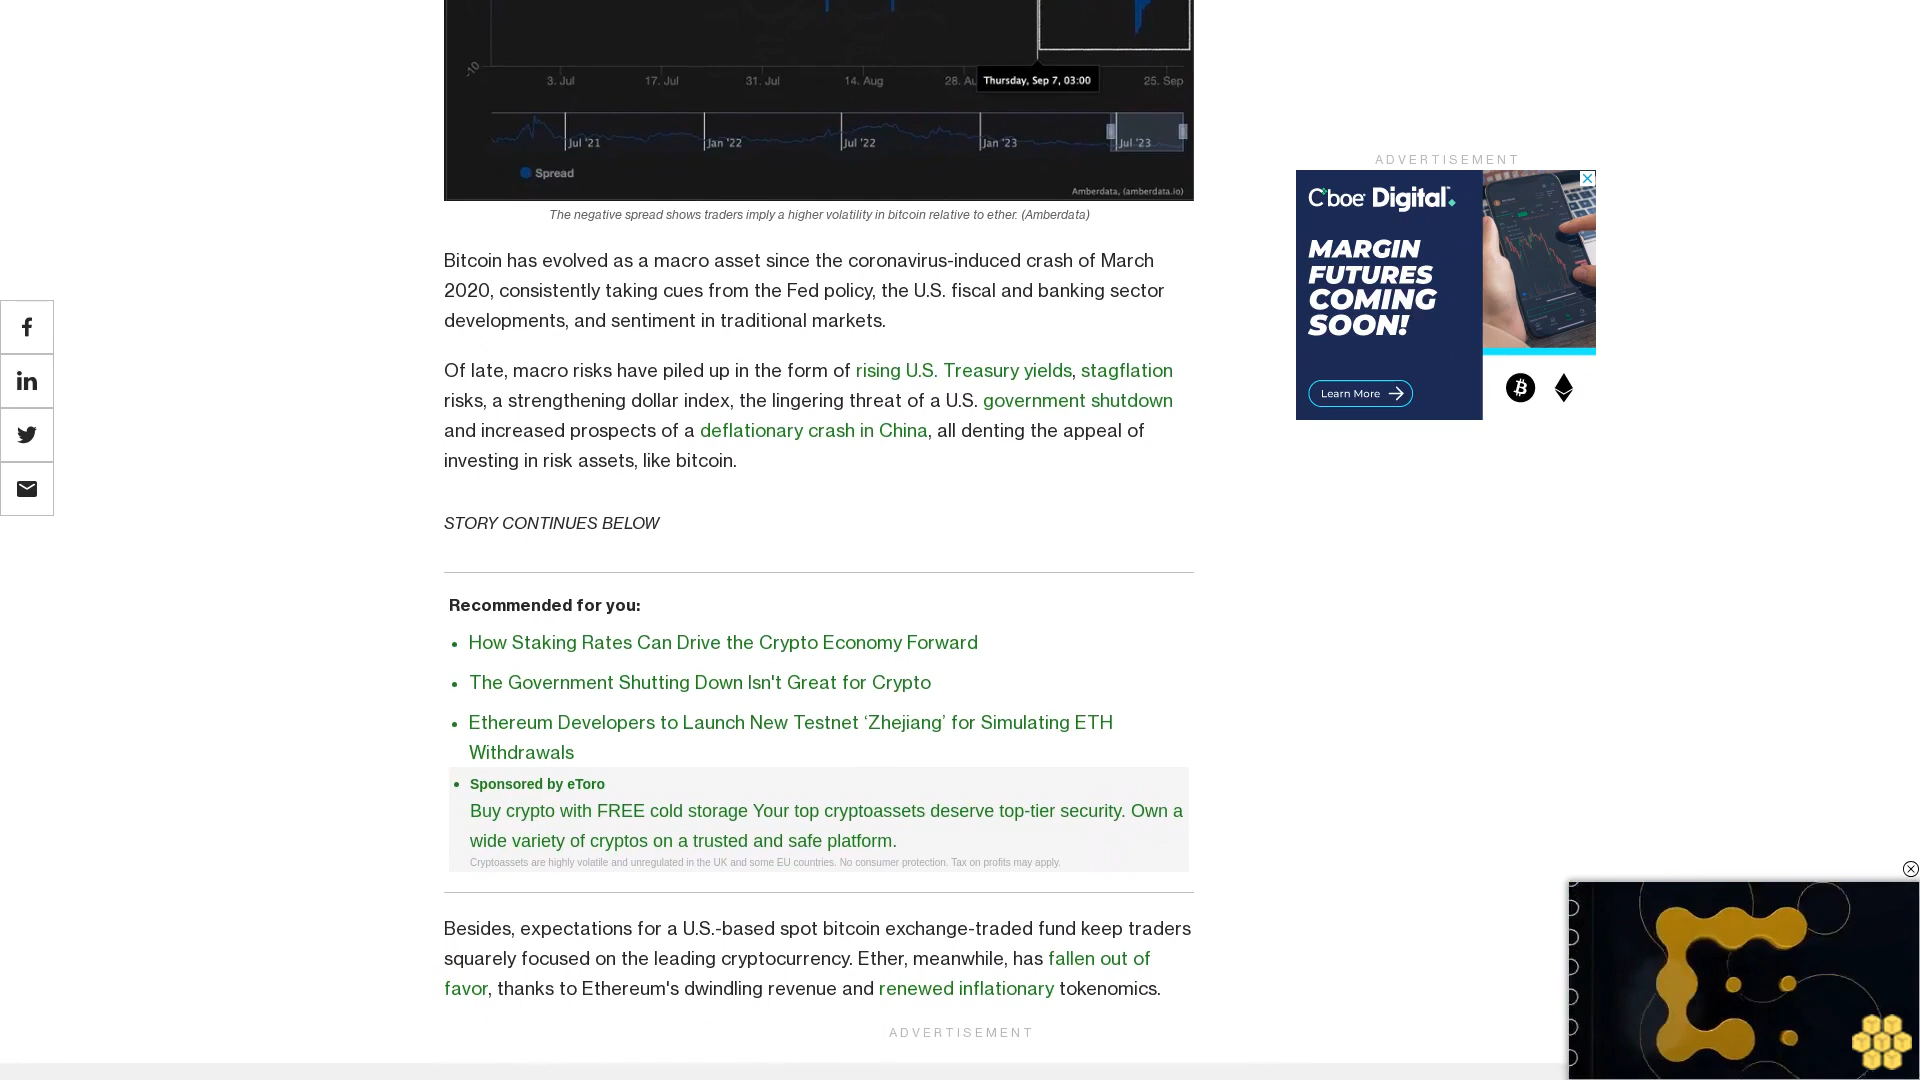 -10
3. Jul 17. Jul 31. Jul 14. Aug 28. Au Thursday, Sep 7, 03:00 25. Sep
Jul '21 Jan '22 Jul '22 Jan '23 Jul '23
Spread
Amberdata, (amberdata.io)
The negative spread shows traders imply a higher volatility in bitcoin relative to ether. (Amberdata)
Bitcoin has evolved as a macro asset since the coronavirus-induced crash of March
2020, consistently taking cues from the Fed policy, the U.S. fiscal and banking sector
developments, and sentiment in traditional markets.
Of late, macro risks have piled up in the form of rising U.S. Treasury yields, stagflation
risks, a strengthening dollar index, the lingering threat of a U.S. government shutdown
and increased prospects of a deflationary crash in China, all denting the appeal of
investing in risk assets, like bitcoin.
STORY CONTINUES BELOW
Recommended for you:
• How Staking Rates Can Drive the Crypto Economy Forward
• The Government Shutting Down Isn't Great for Crypto
• Ethereum Developers to Launch New Testnet ‘Zhejiang’ for Simulating ETH
Withdrawals
• Sponsored by eToro
Buy crypto with FREE cold storage Your top cryptoassets deserve top-tier security. Own a
wide variety of cryptos on a trusted and safe platform.
Cryptoassets are highly volatile and unregulated in the UK and some EU countries. No consumer protection. Tax on profits may apply.
Besides, expectations for a U.S.-based spot bitcoin exchange-traded fund keep traders
squarely focused on the leading cryptocurrency. Ether, meanwhile, has fallen out of
favor, thanks to Ethereum's dwindling revenue and renewed inflationary tokenomics.
ADVERTISEMENT
ADVERTISEMENT
Cboe Digital
MARGIN
FUTURES
COMING
SOON!
Learn More